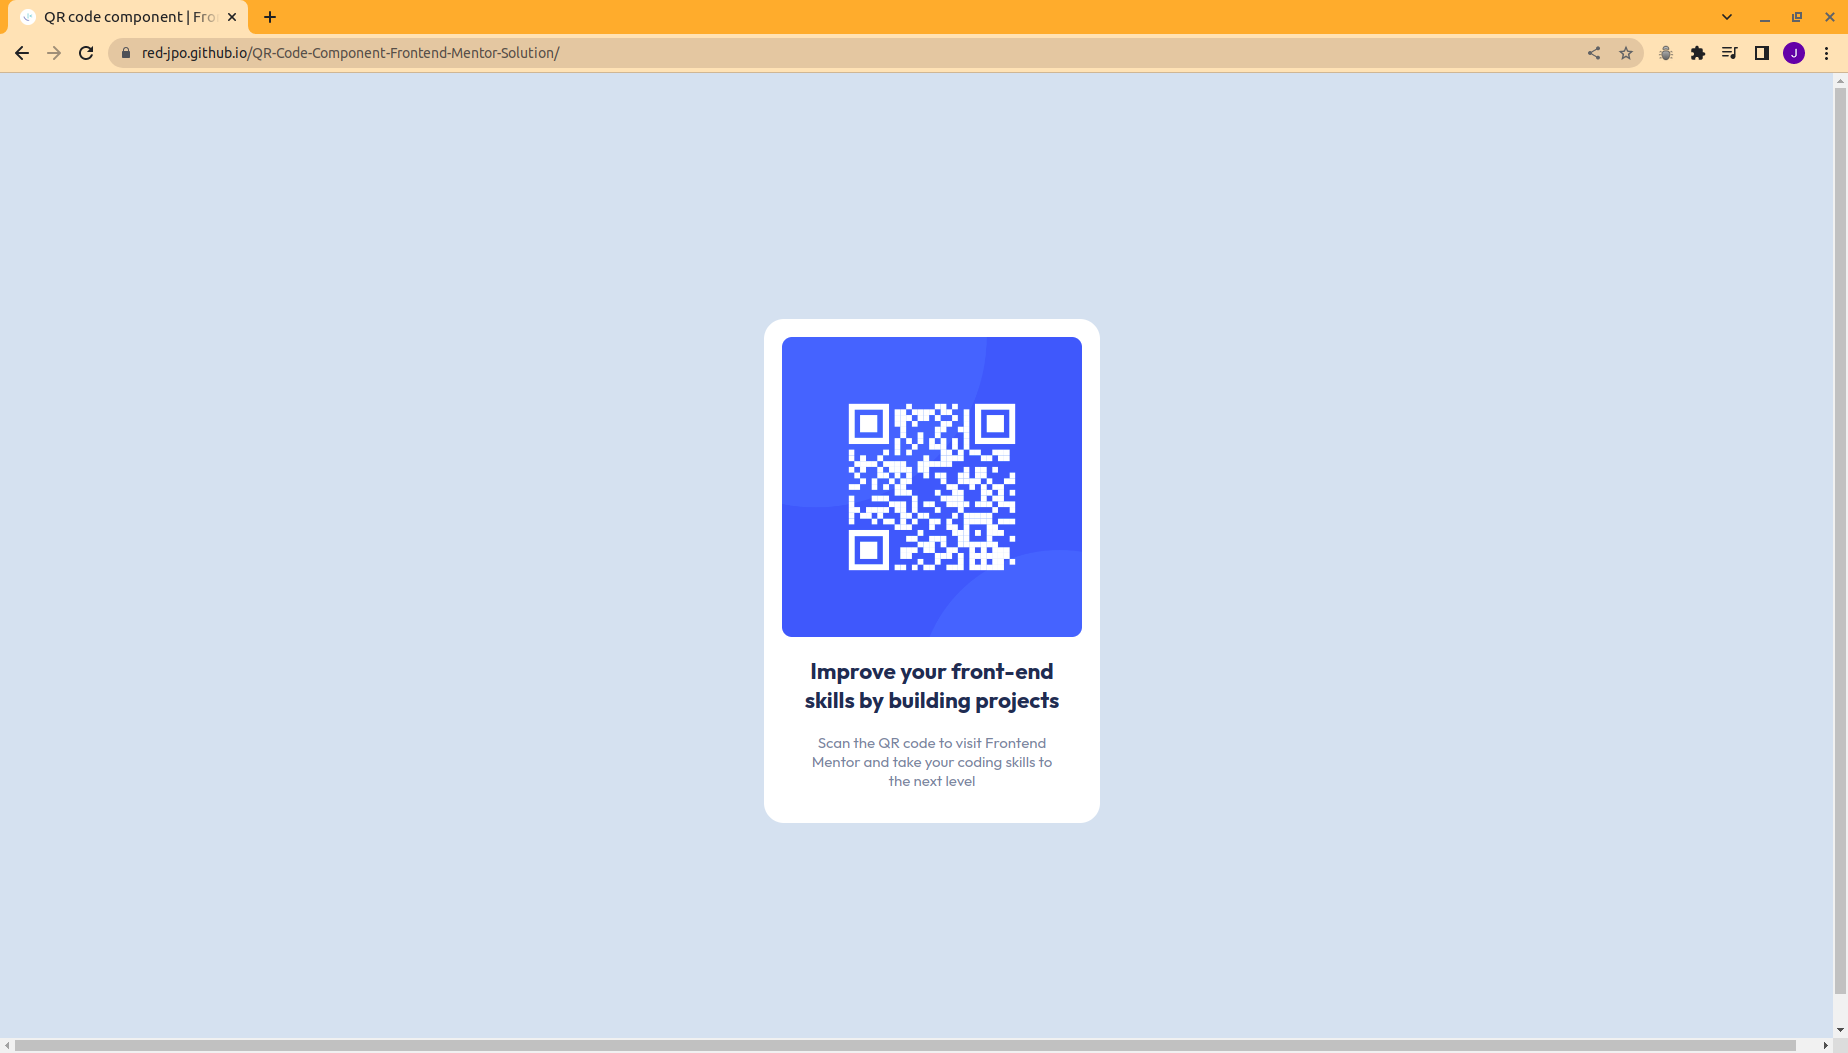 QR code component | Fro
red-jpo.github.io/QR-Code-Component-Frontend-Mentor-Solution/
J
Improve your front-end
skills by building projects
Scan the QR code to visit Frontend
Mentor and take your coding skills to
the next level